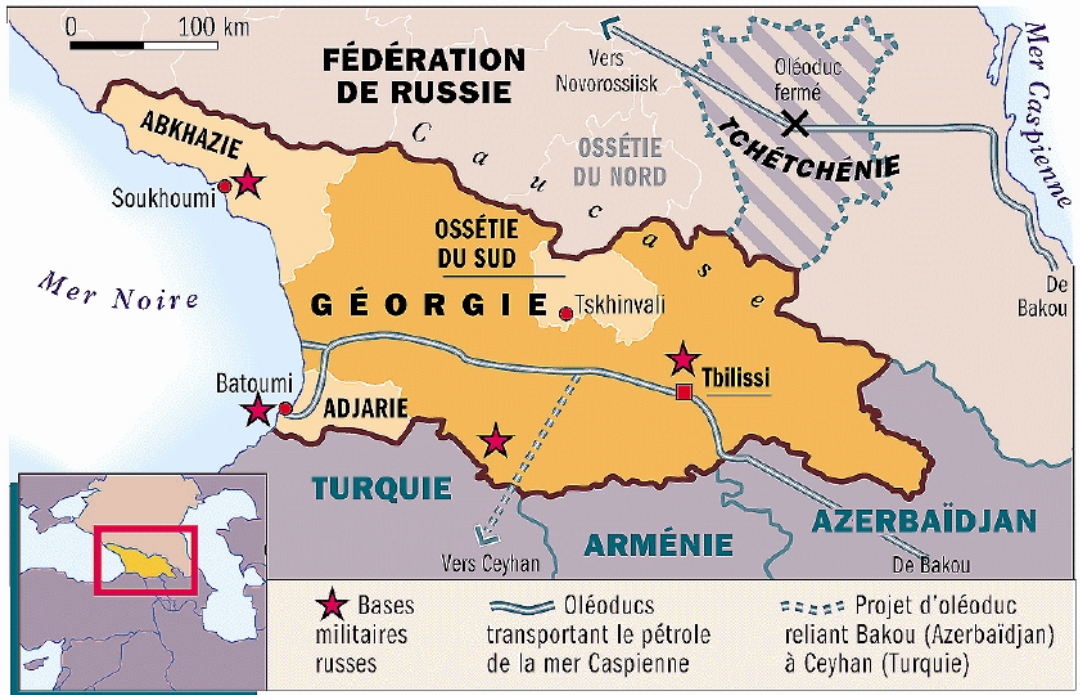 0 100 km
FÉDÉRATION
DE RUSSIE
Vers
Novorossiisk
Oléoduc
fermé
Mer Caspienne
ABKHAZIE
Caucase
OSSÉTIE
DU NORD
TCHÉTCHÉNIE
Soukhoumi
OSSÉTIE
DU SUD
Mer Noire
GÉORGIE
Tskhinvali
De
Bakou
Batoumi
Tbilissi
ADJARIE
TURQUIE
ARMÉNIE
AZERBAÏDJAN
Vers Ceyhan
De Bakou
Bases
militaires
russes
Oléoducs
transportant le pétrole
de la mer Caspienne
Projet d'oléoduc
reliant Bakou (Azerbaïdjan)
à Ceyhan (Turquie)